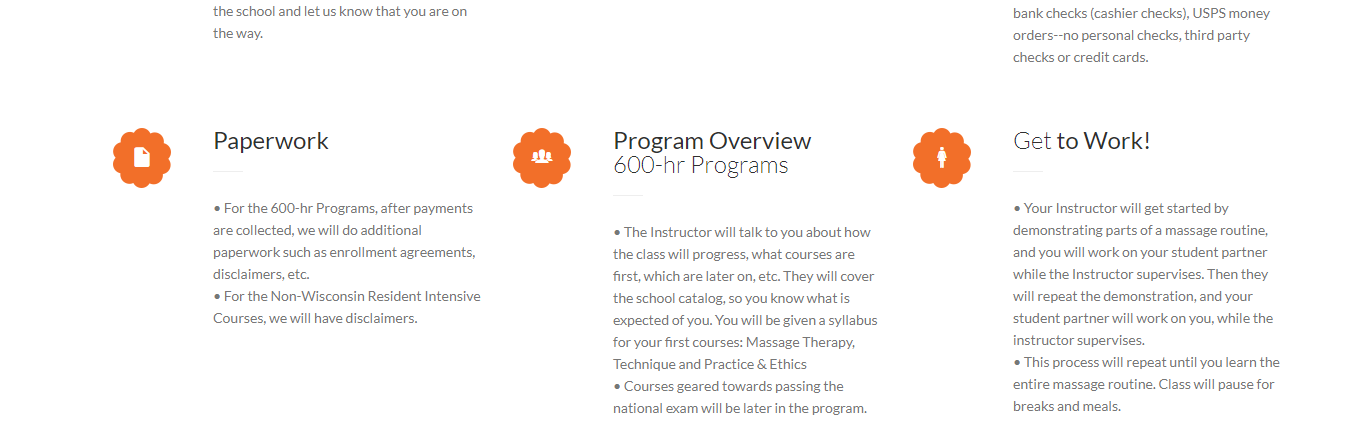 the school and let us know that you are on
the way.
bank checks (cashier checks), USPS money
orders--no personal checks, third party
checks or credit cards.
Paperwork
• For the 600-hr Programs, after payments
are collected, we will do additional
paperwork such as enrollment agreements,
disclaimers, etc.
• For the Non-Wisconsin Resident Intensive
Courses, we will have disclaimers.
Program Overview
600-hr Programs
• The Instructor will talk to you about how
the class will progress, what courses are
first, which are later on, etc. They will cover
the school catalog, so you know what is
expected of you. You will be given a syllabus
for your first courses: Massage Therapy,
Technique and Practice & Ethics
• Courses geared towards passing the
national exam will be later in the program.
Get to Work!
• Your Instructor will get started by
demonstrating parts of a massage routine,
and you will work on your student partner
while the Instructor supervises. Then they
will repeat the demonstration, and your
student partner will work on you, while the
instructor supervises.
• This process will repeat until you learn the
entire massage routine. Class will pause for
breaks and meals.